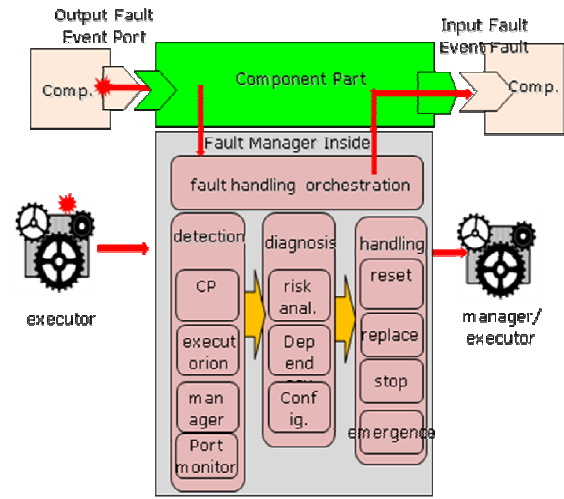 Output Fault
Event Port
Input Fault
Event Fault
Comp.
Component Part
Comp.
Fault Manager Inside
fault handling orchestration
detection
diagnosis
handling
CP
execut
orion
man
ager
Port
monitor
risk
anal.
Dep
end
Conf
ig.
reset
replace
stop
emergence
executor
manager/
executor